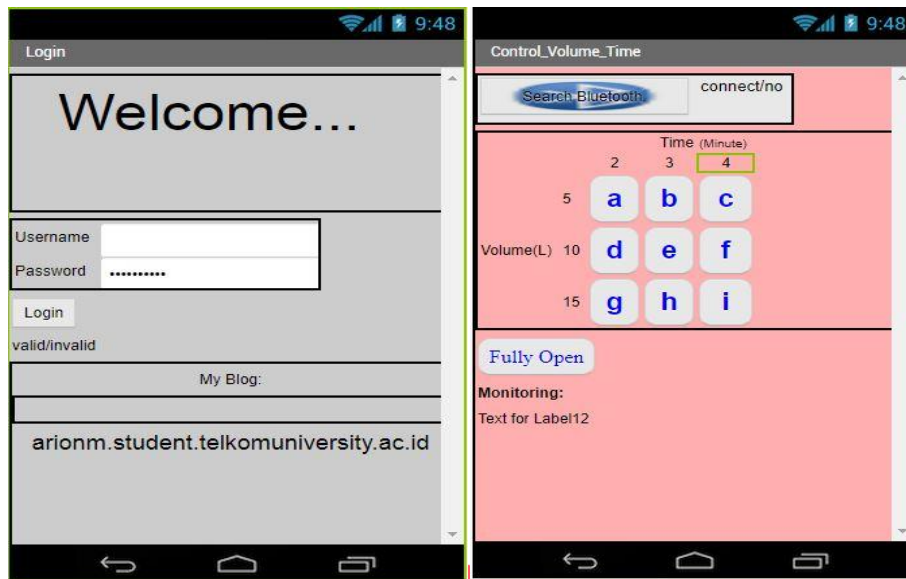 9:48
Login
Welcome...
Username
Password ..........
Login
valid/invalid
My Blog:
arionm.student.telkomuniversity.ac.id
9:48
Control_Volume_Time
Search Bluetooth
connect/no
Time (Minute)
2 3 4
5 a b c
Volume(L) 10 d e f
15 g h i
Fully Open
Monitoring:
Text for Label12